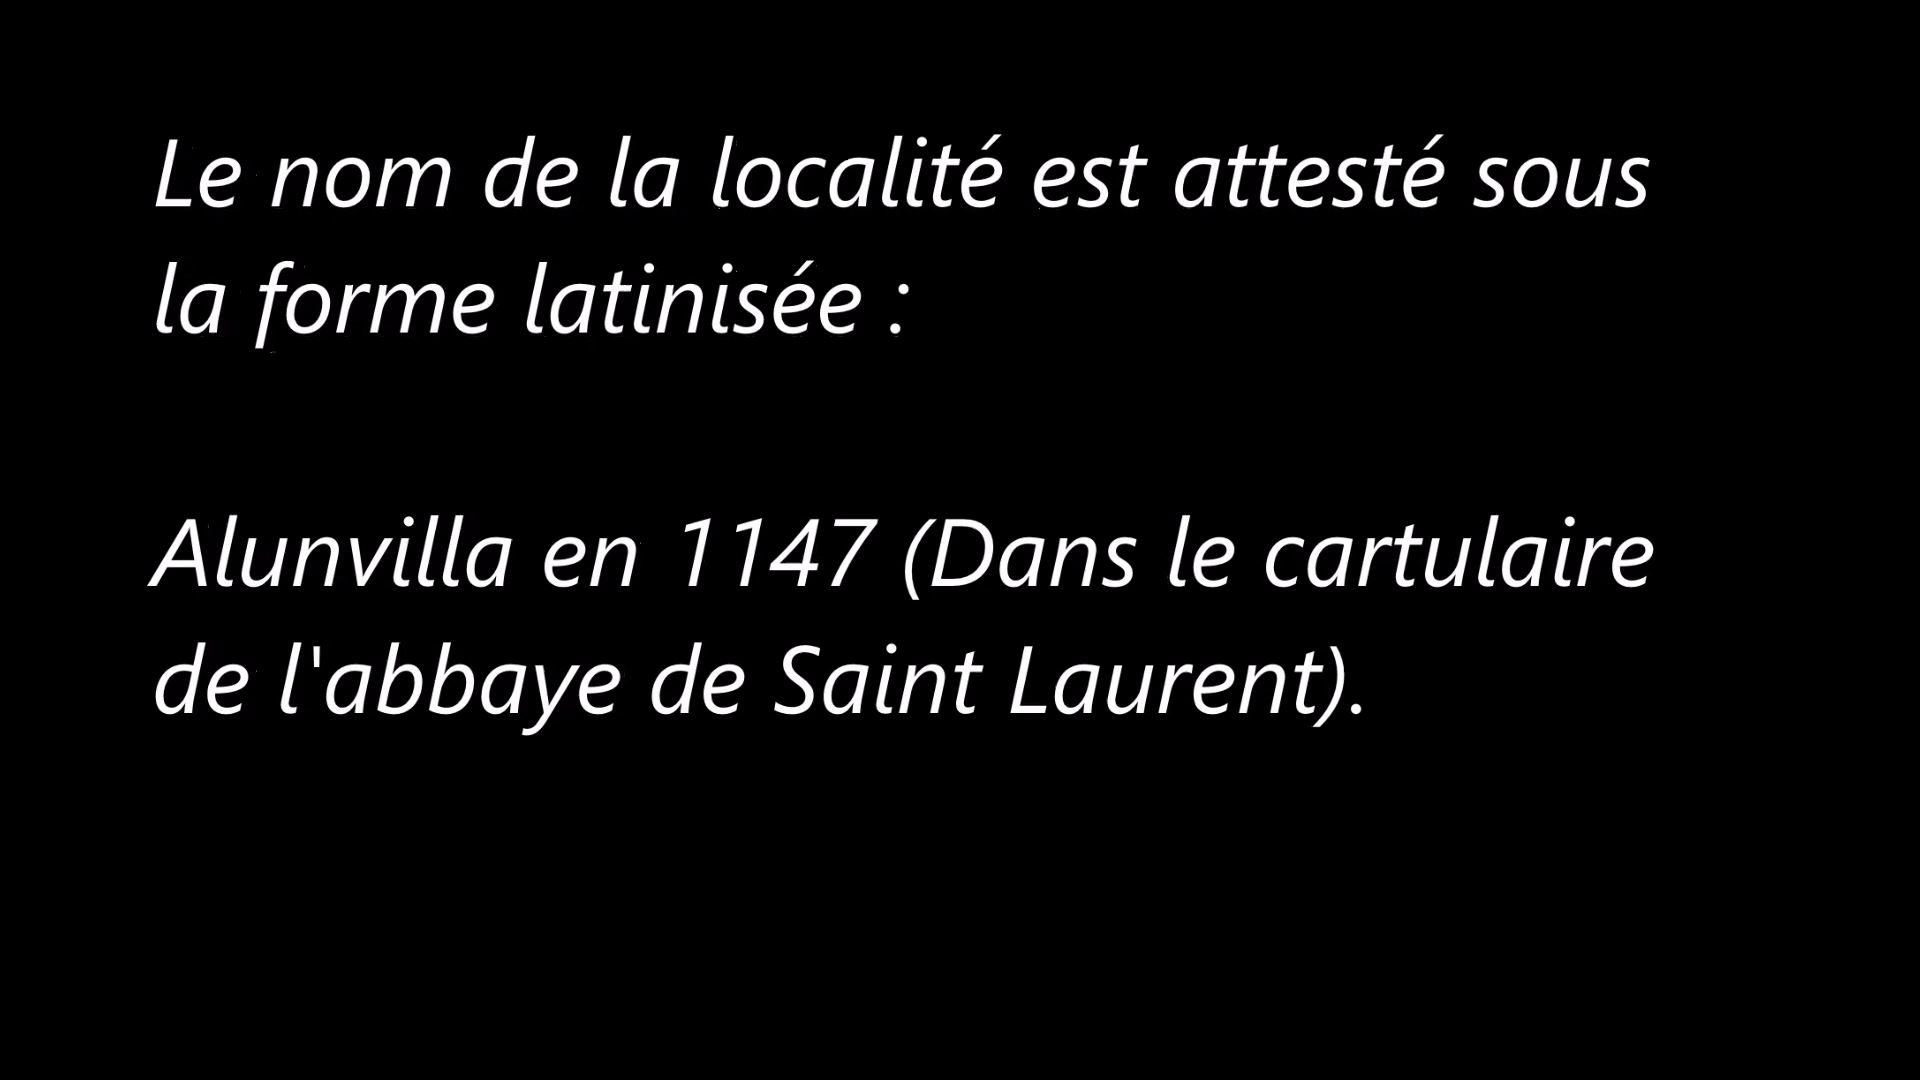 Le nom de la localité est attesté sous
la forme latinisée :
Alunvilla en 1147 (Dans le cartulaire
de l'abbaye de Saint Laurent).